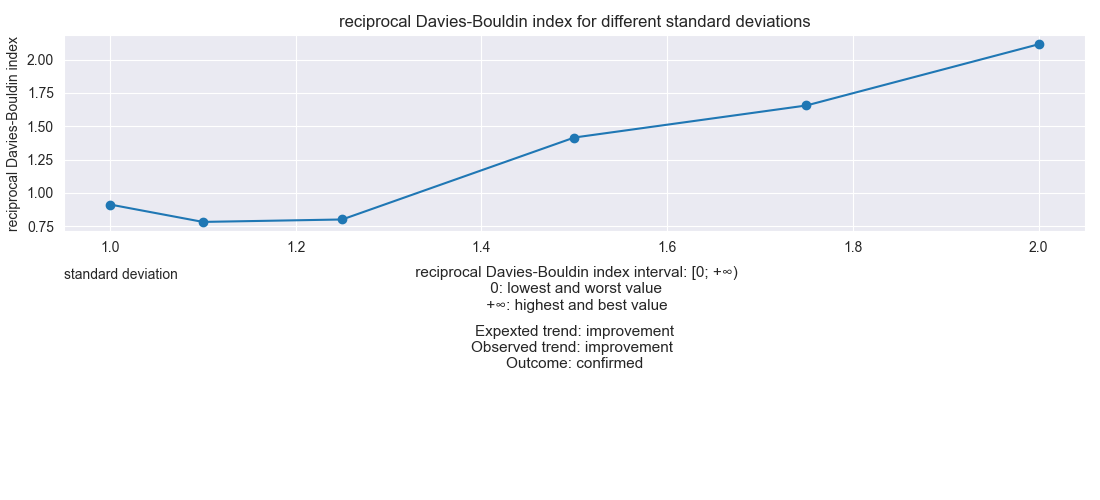 reciprocal Davies-Bouldin index for different standard deviations
reciprocal Davies-Bouldin index
2.00
1.75
1.50
1.25
1.00
0.75
1.0 1.2 1.4 1.6 1.8 2.0
standard deviation
reciprocal Davies-Bouldin index interval: [0; +∞)
0: lowest and worst value
+∞: highest and best value
Expexted trend: improvement
Observed trend: improvement
Outcome: confirmed